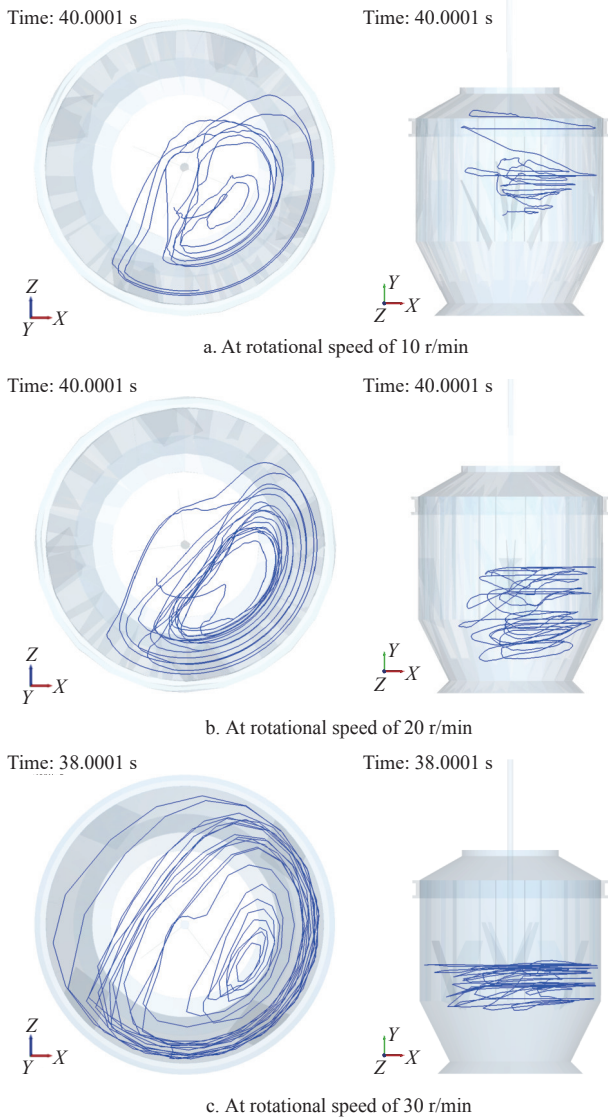 Time: 40.0001 s
Time: 40.0001 s
Z
Y X
Y
Z X
a. At rotational speed of 10 r/min
Time: 40.0001 s
Time: 40.0001 s
Z
Y X
Y
Z X
b. At rotational speed of 20 r/min
Time: 38.0001 s
Time: 38.0001 s
Z
Y X
Y
Z X
c. At rotational speed of 30 r/min